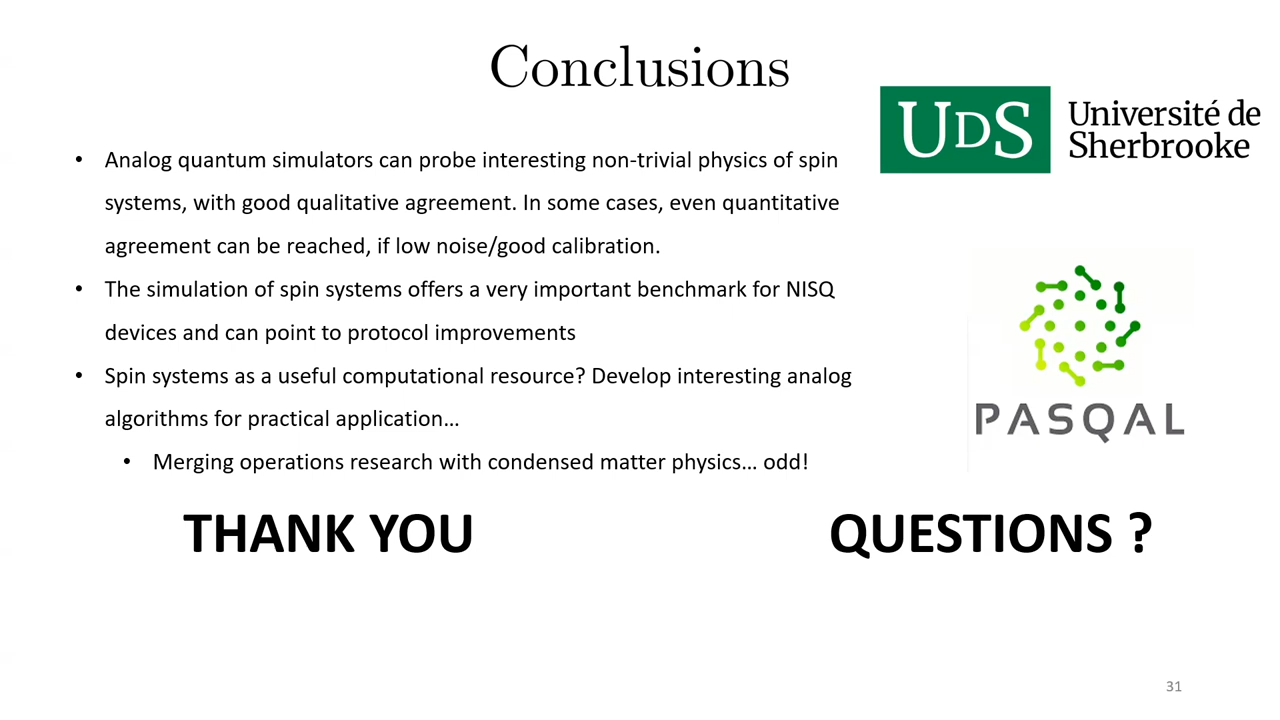 Conclusions
UDS Université de
Sherbrooke
• Analog quantum simulators can probe interesting non-trivial physics of spin
systems, with good qualitative agreement. In some cases, even quantitative
agreement can be reached, if low noise/good calibration.
• The simulation of spin systems offers a very important benchmark for NISQ
devices and can point to protocol improvements
• Spin systems as a useful computational resource? Develop interesting analog
algorithms for practical application…
• Merging operations research with condensed matter physics… odd!
PASQAL
THANK YOU
QUESTIONS ?
31